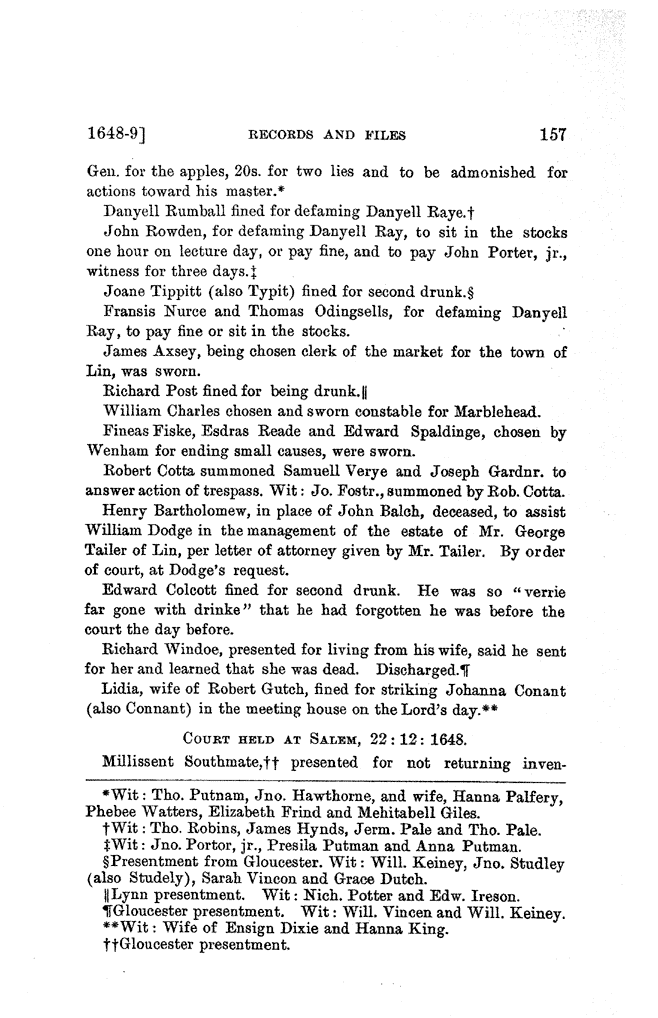 1648-9] RECORDS AND FILES 157
Gen. for the apples, 20s. for two lies and to be admonished for
actions toward his master.*
Danyell Rumball fined for defaming Danyell Raye.†
John Rowden, for defaming Danyell Ray, to sit in the stocks
one hour on lecture day, or pay fine, and to pay John Porter, jr.,
witness for three days.‡
Joane Tippitt (also Typit) fined for second drunk.§
Fransis Nurce and Thomas Odingsells, for defaming Danyell
Ray, to pay fine or sit in the stocks.
James Axsey, being chosen clerk of the market for the town of
Lin, was sworn.
Richard Post fined for being drunk.‖
William Charles chosen and sworn constable for Marblehead.
Fineas Fiske, Esdras Reade and Edward Spaldinge, chosen by
Wenham for ending small causes, were sworn.
Robert Cotta summoned Samuell Verye and Joseph Gardnr. to
answer action of trespass. Wit: Jo. Fostr., summoned by Rob. Cotta.
Henry Bartholomew, in place of John Balch, deceased, to assist
William Dodge in the management of the estate of Mr. George
Tailer of Lin, per letter of attorney given by Mr. Tailer. By order
of court, at Dodge's request.
Edward Colcott fined for second drunk. He was so "verrie
far gone with drinke" that he had forgotten he was before the
court the day before.
Richard Windoe, presented for living from his wife, said he sent
for her and learned that she was dead. Discharged.¶
Lidia, wife of Robert Gutch, fined for striking Johanna Conant
(also Connant) in the meeting house on the Lord's day.**
COURT HELD AT SALEM, 22:12:1648.
Millissent Southmate,†† presented for not returning inven-
*Wit: Tho. Putnam, Jno. Hawthorne, and wife, Hanna Palfery,
Phebee Watters, Elizabeth Frind and Mehitabell Giles.
†Wit: Tho. Robins, James Hynds, Jerm. Pale and Tho. Pale.
‡Wit: Jno. Portor, jr., Presila Putman and Anna Putman.
§Presentment from Gloucester. Wit: Will. Keiney, Jno. Studley
(also Studely), Sarah Vincon and Grace Dutch.
‖Lynn presentment. Wit: Nich. Potter and Edw. Ireson.
¶Gloucester presentment. Wit: Will. Vincen and Will. Keiney.
**Wit: Wife of Ensign Dixie and Hanna King.
††Gloucester presentment.